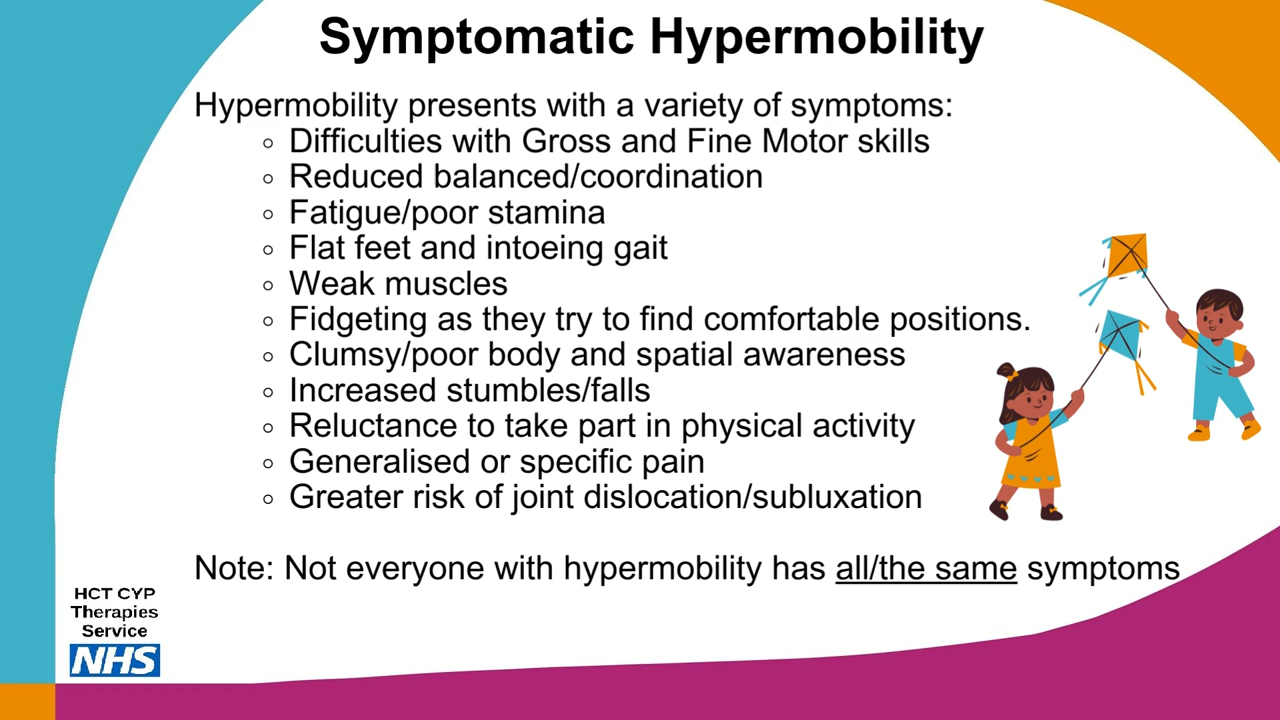 Symptomatic Hypermobility
Hypermobility presents with a variety of symptoms:
◦ Difficulties with Gross and Fine Motor skills
◦ Reduced balanced/coordination
◦ Fatigue/poor stamina
◦ Flat feet and intoeing gait
◦ Weak muscles
◦ Fidgeting as they try to find comfortable positions.
◦ Clumsy/poor body and spatial awareness
◦ Increased stumbles/falls
◦ Reluctance to take part in physical activity
◦ Generalised or specific pain
◦ Greater risk of joint dislocation/subluxation
Note: Not everyone with hypermobility has all/the same symptoms
HCT CYP
Therapies
Service
NHS